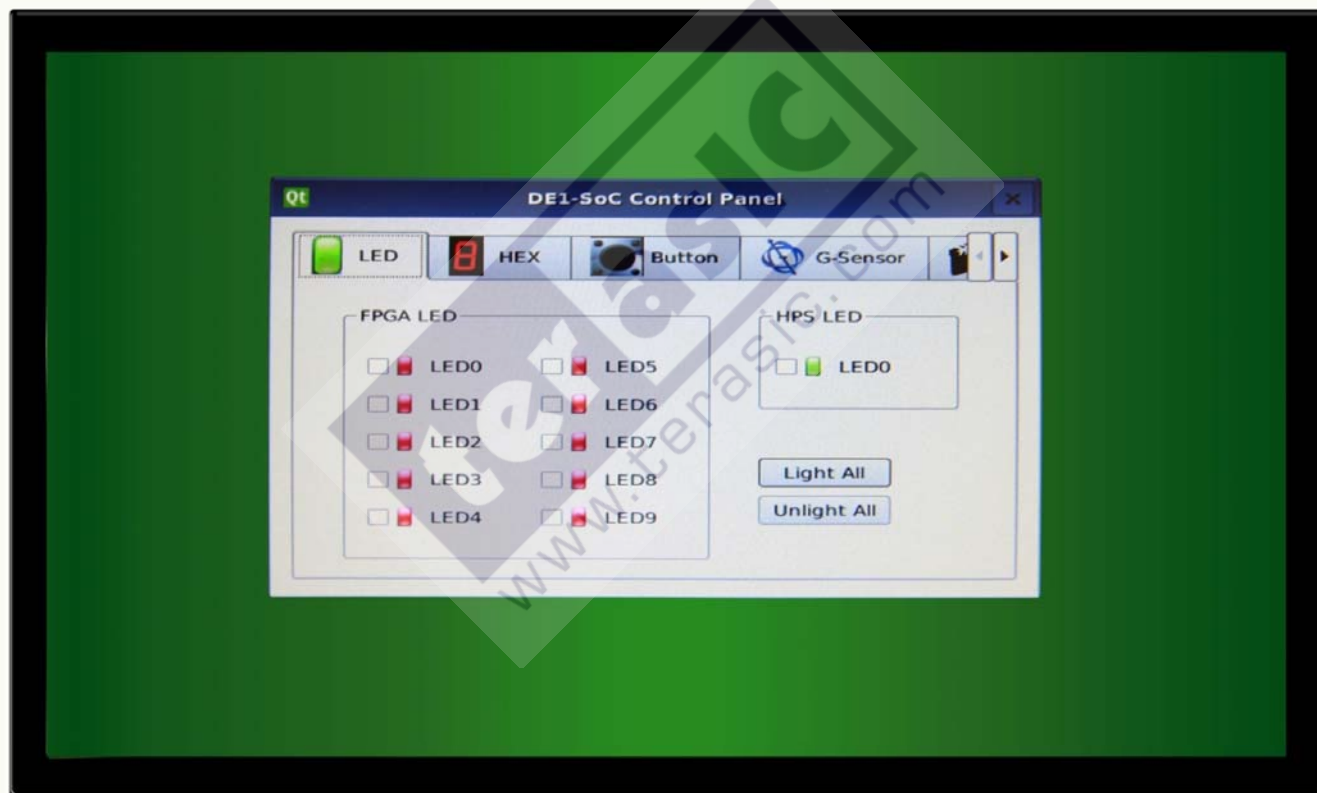 Qt DE1-SoC Control Panel
LED HEX Button G-Sensor
FPGA LED
LED0 LED5
LED1 LED6
LED2 LED7
LED3 LED8
LED4 LED9
HPS LED
LED0
Light All
Unlight All
terasic
www.terasic.com